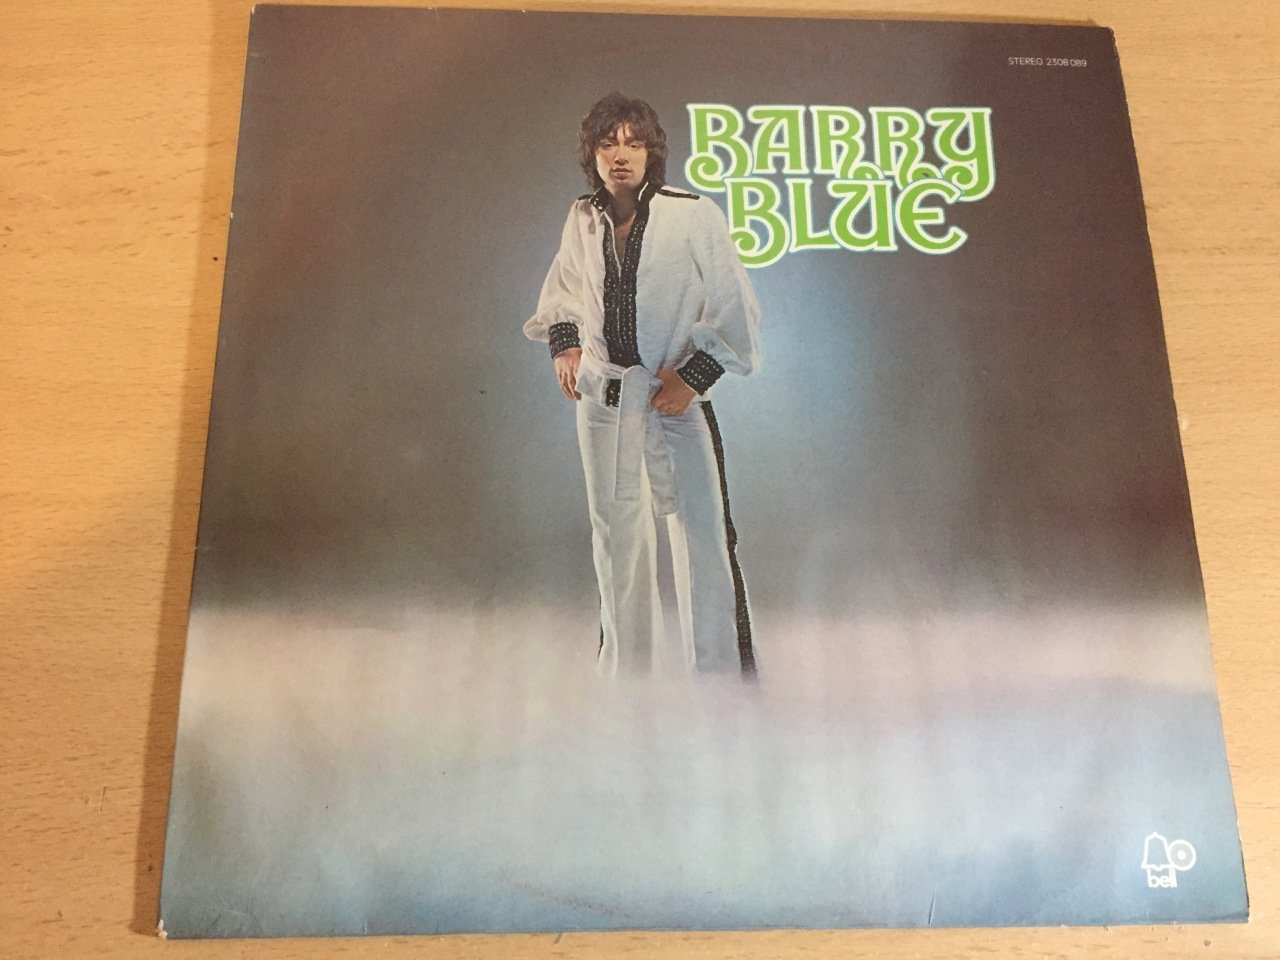 STEREO 2308 089
BARRY
BLUE
bell